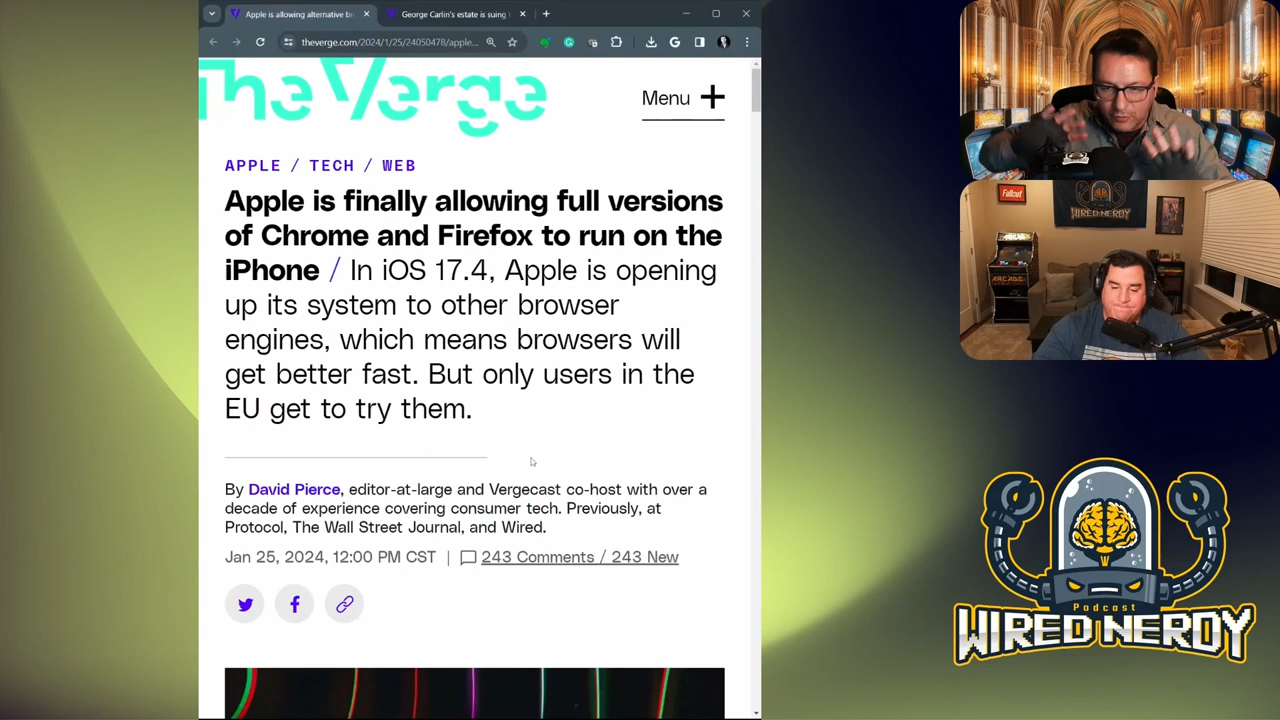 Apple is allowing alternative br
George Carlin's estate is suing
theverge.com/2024/1/25/24050478/apple...
The Verge
Menu
APPLE / TECH / WEB
Apple is finally allowing full versions
of Chrome and Firefox to run on the
iPhone / In iOS 17.4, Apple is opening
up its system to other browser
engines, which means browsers will
get better fast. But only users in the
EU get to try them.
By David Pierce, editor-at-large and Vergecast co-host with over a
decade of experience covering consumer tech. Previously, at
Protocol, The Wall Street Journal, and Wired.
Jan 25, 2024, 12:00 PM CST | 243 Comments / 243 New
Fallout
WIRED NERDY
ARCADE
Podcast
WIRED NERDY